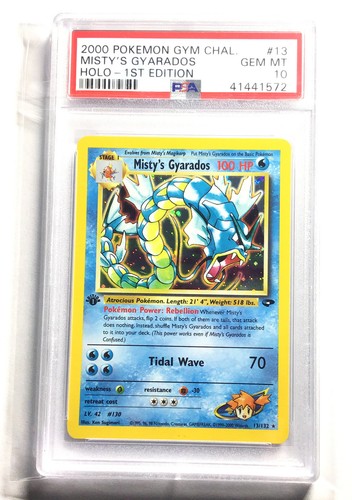 2000 POKEMON GYM CHAL. #13
MISTY'S GYARADOS GEM MT
HOLO - 1ST EDITION 10
PSA 41441572
Evolves from Misty's Magikarp Put Misty's Gyarados on the Basic Pokémon
STAGE 1
Misty's Gyarados 100 HP
Atrocious Pokémon. Length: 21' 4", Weight: 518 lbs.
Pokémon Power: Rebellion Whenever Misty's
Gyarados attacks, flip 2 coins. If both of them are tails, that attack
does nothing. Instead, shuffle Misty's Gyarados and all cards attached
to it into your deck. (This power works even if Misty's Gyarados is
Confused.)
Tidal Wave 70
weakness resistance -30
retreat cost
LV. 42 #130
Illus. Ken Sugimori 13/132